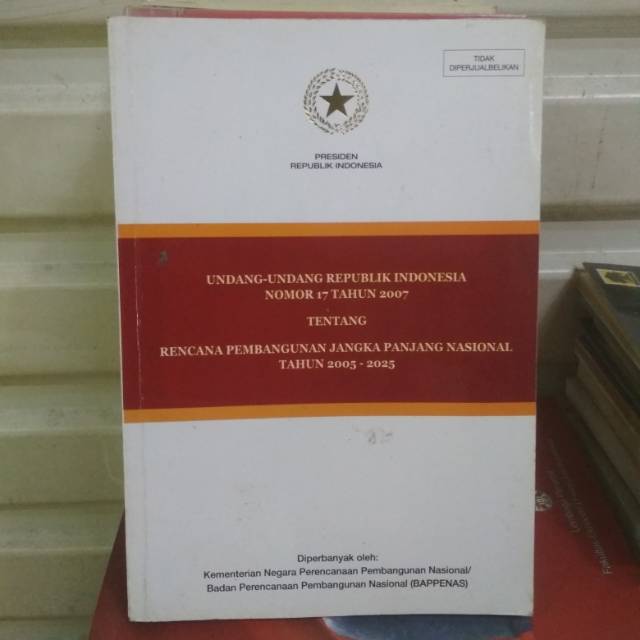 TIDAK
DIPERJUALBELIKAN
PRESIDEN
REPUBLIK INDONESIA
UNDANG-UNDANG REPUBLIK INDONESIA
NOMOR 17 TAHUN 2007
TENTANG
RENCANA PEMBANGUNAN JANGKA PANJANG NASIONAL
TAHUN 2005 - 2025
Diperbanyak oleh:
Kementerian Negara Perencanaan Pembangunan Nasional/
Badan Perencanaan Pembangunan Nasional (BAPPENAS)